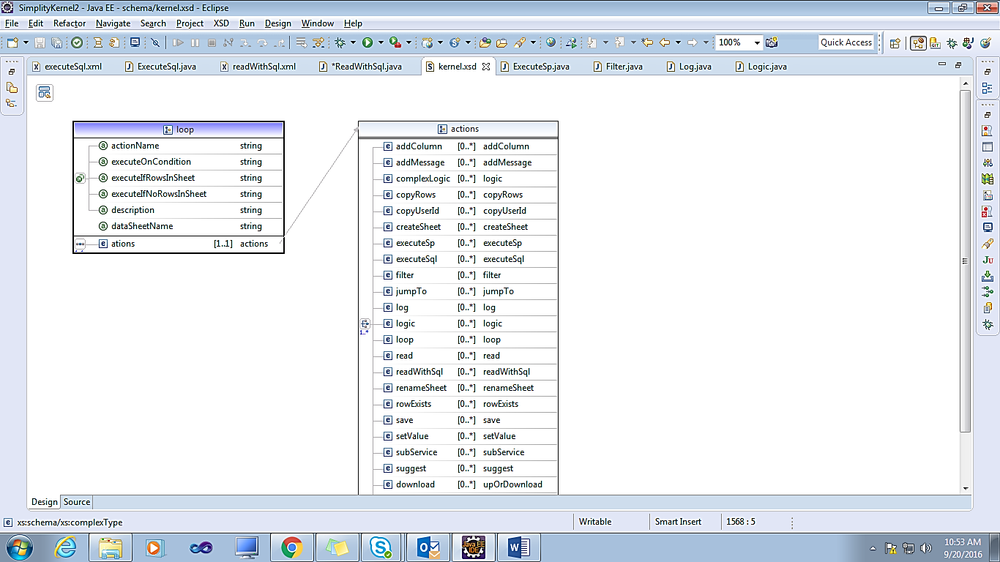 SimplityKernel2 - Java EE - schema/kernel.xsd - Eclipse
File Edit Refactor Navigate Search Project XSD Run Design Window Help
100% Quick Access
executeSql.xml ExecuteSql.java readWithSql.xml *ReadWithSql.java kernel.xsd ExecuteSp.java Filter.java Log.java Logic.java
loop
actionName string
executeOnCondition string
executeIfRowsInSheet string
executeIfNoRowsInSheet string
description string
dataSheetName string
ations [1..1] actions
actions
addColumn [0..*] addColumn
addMessage [0..*] addMessage
complexLogic [0..*] logic
copyRows [0..*] copyRows
copyUserId [0..*] copyUserId
createSheet [0..*] createSheet
executeSp [0..*] executeSp
executeSql [0..*] executeSql
filter [0..*] filter
jumpTo [0..*] jumpTo
log [0..*] log
logic [0..*] logic
1..*
loop [0..*] loop
read [0..*] read
readWithSql [0..*] readWithSql
renameSheet [0..*] renameSheet
rowExists [0..*] rowExists
save [0..*] save
setValue [0..*] setValue
subService [0..*] subService
suggest [0..*] suggest
download [0..*] upOrDownload
Design Source
xs:schema/xs:complexType Writable Smart Insert 1568 : 5
Java EE
IDE
10:53 AM
9/20/2016